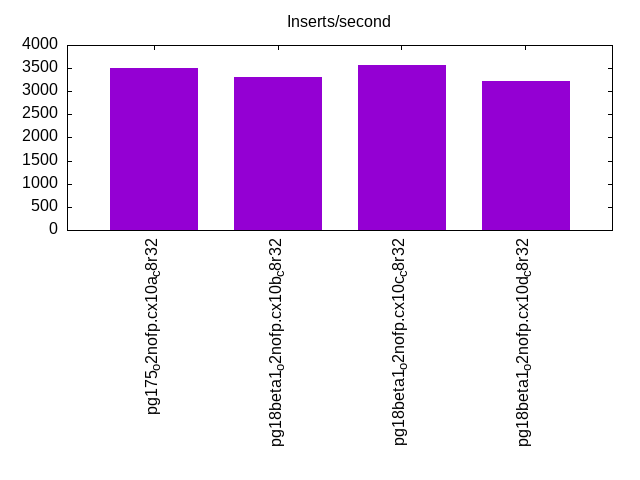 Inserts/second
4000
3500
3000
2500
2000
1500
1000
500
0
pg175_o2nofp.cx10a_c8r32
pg18beta1_o2nofp.cx10b_c8r32
pg18beta1_o2nofp.cx10c_c8r32
pg18beta1_o2nofp.cx10d_c8r32